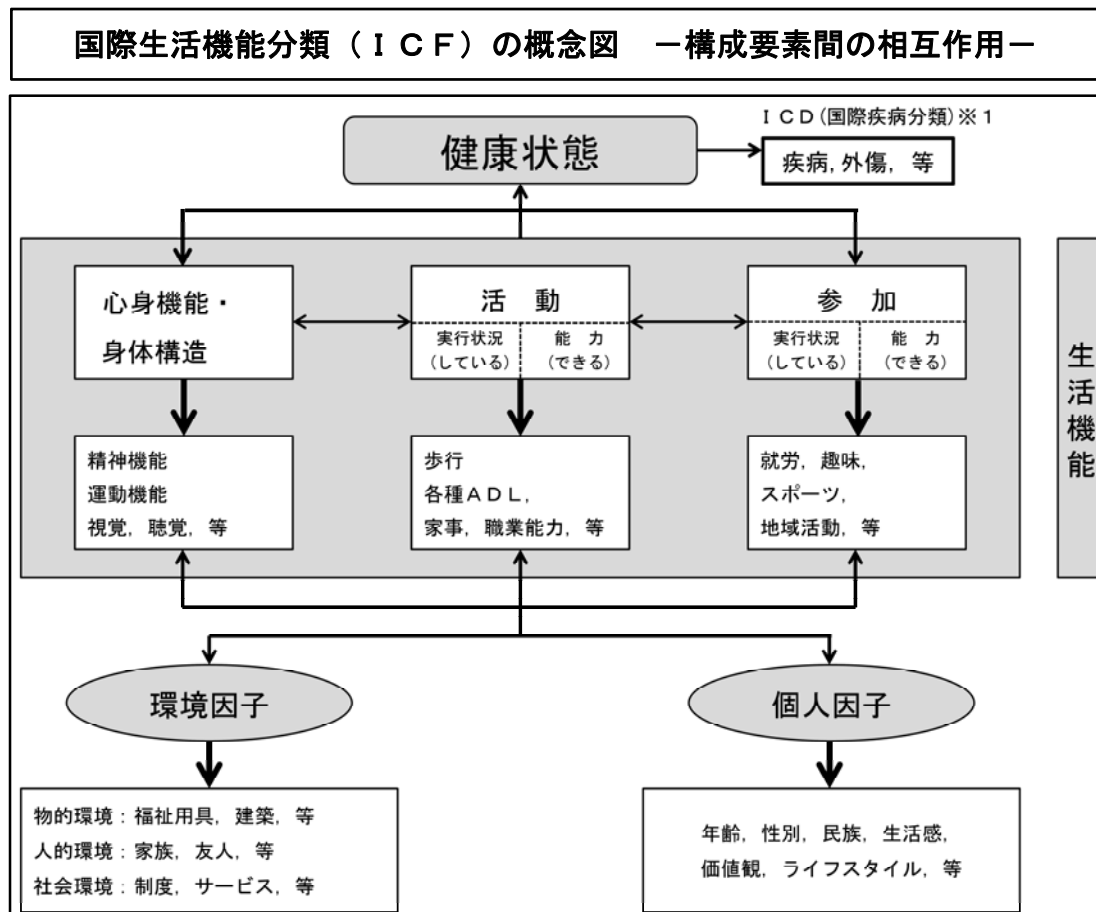 国際生活機能分類(ICF)の概念図 －構成要素間の相互作用－
ICD(国際疾病分類)※1
健康状態
疾病, 外傷, 等
心身機能・
身体構造
活 動
実行状況
(している)
能 力
(できる)
参 加
実行状況
(している)
能 力
(できる)
生活機能
精神機能
運動機能
視覚, 聴覚, 等
歩行
各種ADL,
家事, 職業能力, 等
就労, 趣味,
スポーツ,
地域活動, 等
環境因子
個人因子
物的環境：福祉用具, 建築, 等
人的環境：家族, 友人, 等
社会環境：制度, サービス, 等
年齢, 性別, 民族, 生活感,
価値観, ライフスタイル, 等